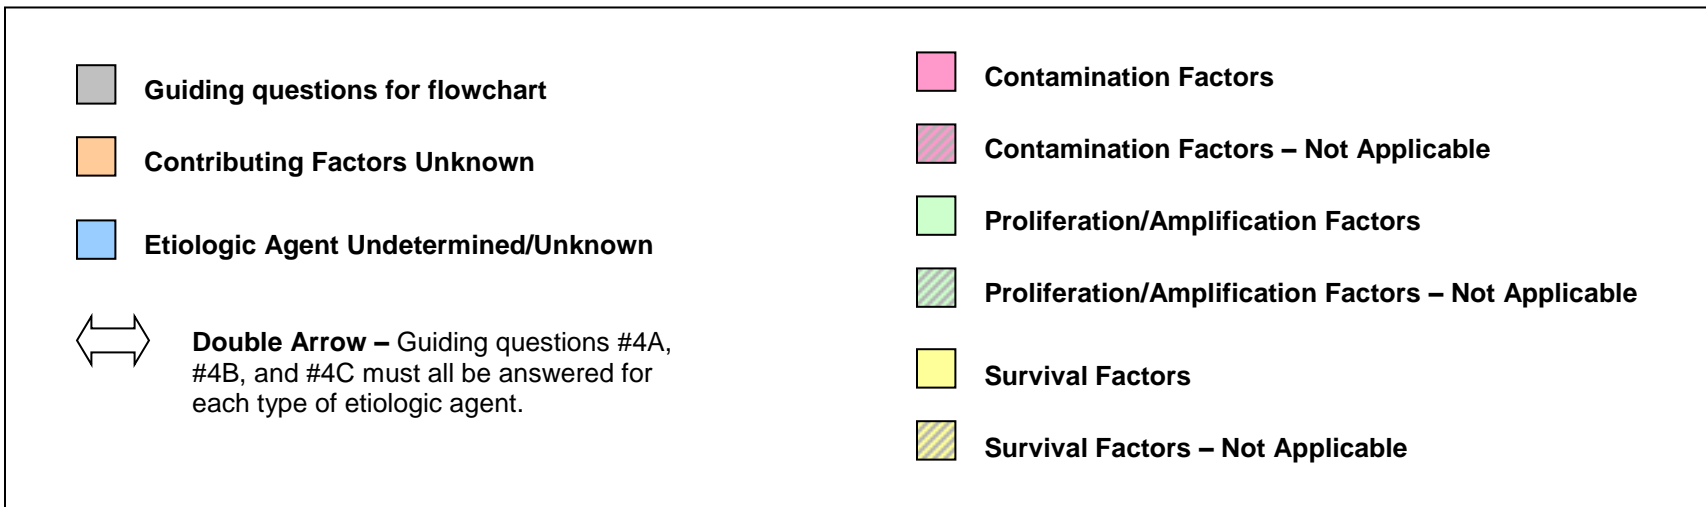 Guiding questions for flowchart
Contributing Factors Unknown
Etiologic Agent Undetermined/Unknown
Double Arrow – Guiding questions #4A,
#4B, and #4C must all be answered for
each type of etiologic agent.
Contamination Factors
Contamination Factors – Not Applicable
Proliferation/Amplification Factors
Proliferation/Amplification Factors – Not Applicable
Survival Factors
Survival Factors – Not Applicable